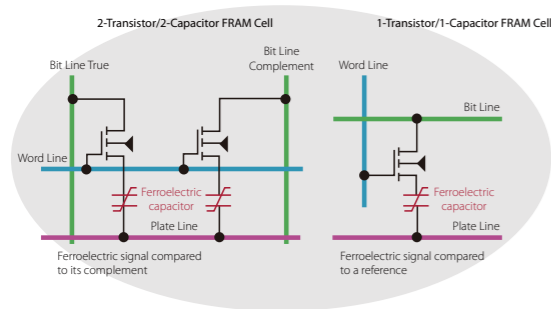 2-Transistor/2-Capacitor FRAM Cell
Bit Line True
Bit Line
Complement
Word Line
Ferroelectric
capacitor
Plate Line
Ferroelectric signal compared
to its complement
1-Transistor/1-Capacitor FRAM Cell
Word Line
Bit Line
Ferroelectric
capacitor
Plate Line
Ferroelectric signal compared
to a reference